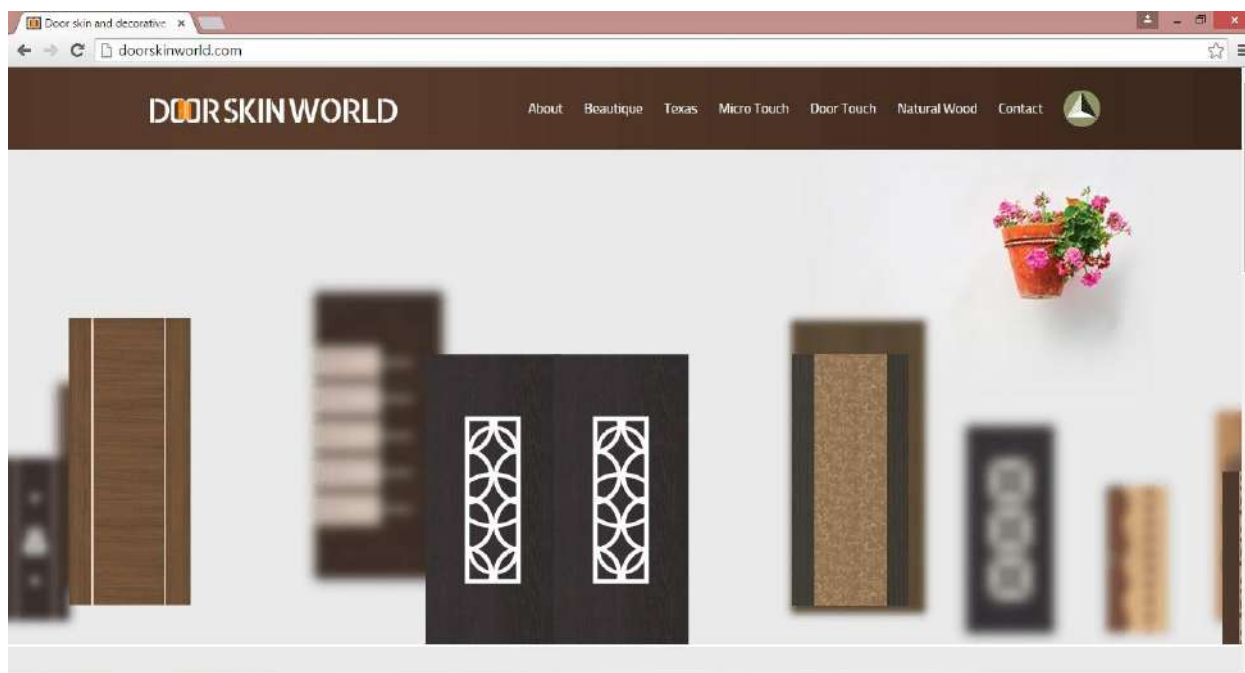 Door skin and decorative
doorskinworld.com
DOOR SKIN WORLD
About Beautique Texas Micro Touch Door Touch Natural Wood Contact